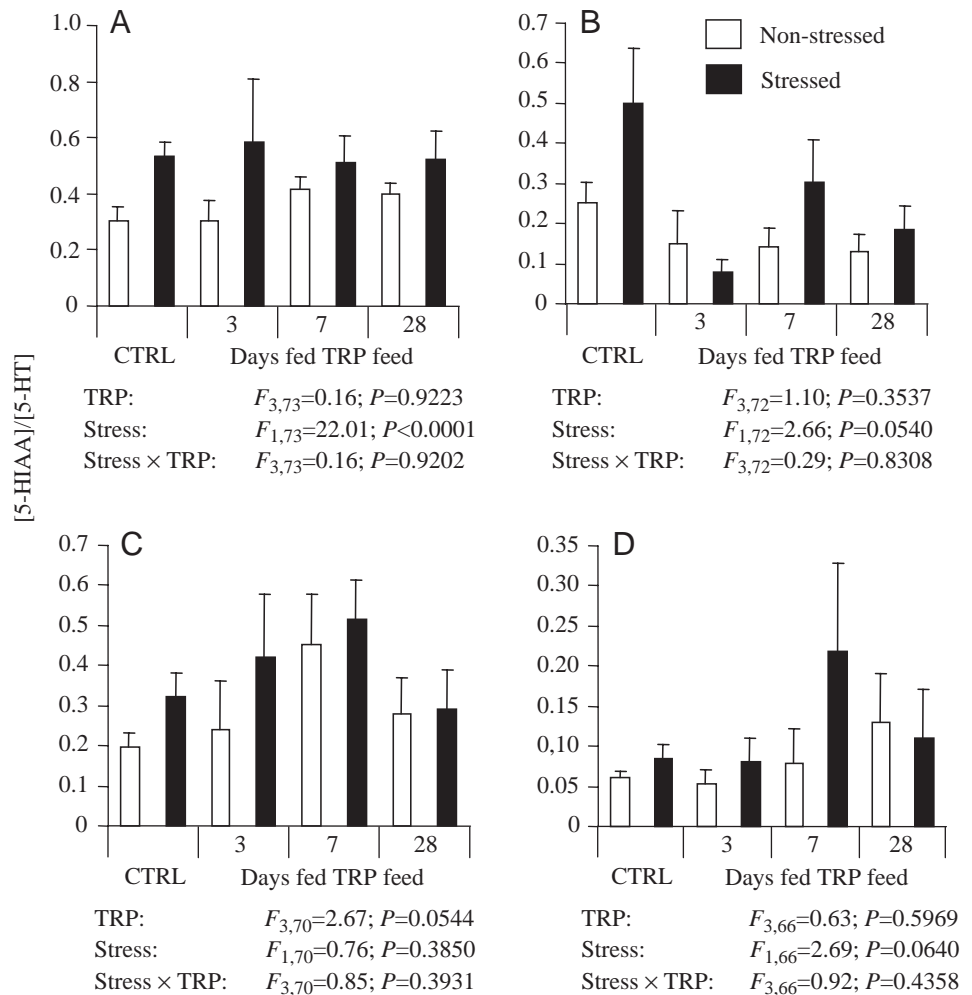 [5-HIAA]/[5-HT]
A
1.0
0.8
0.6
0.4
0.2
0
3 7 28
CTRL Days fed TRP feed
TRP: F3,73=0.16; P=0.9223
Stress: F1,73=22.01; P<0.0001
Stress × TRP: F3,73=0.16; P=0.9202
B
Non-stressed
Stressed
0.7
0.6
0.5
0.4
0.3
0.2
0.1
0
3 7 28
CTRL Days fed TRP feed
TRP: F3,72=1.10; P=0.3537
Stress: F1,72=2.66; P=0.0540
Stress × TRP: F3,72=0.29; P=0.8308
C
0.7
0.6
0.5
0.4
0.3
0.2
0.1
0
3 7 28
CTRL Days fed TRP feed
TRP: F3,70=2.67; P=0.0544
Stress: F1,70=0.76; P=0.3850
Stress × TRP: F3,70=0.85; P=0.3931
D
0.35
0.30
0.25
0.20
0.15
0,10
0.05
0
3 7 28
CTRL Days fed TRP feed
TRP: F3,66=0.63; P=0.5969
Stress: F1,66=2.69; P=0.0640
Stress × TRP: F3,66=0.92; P=0.4358